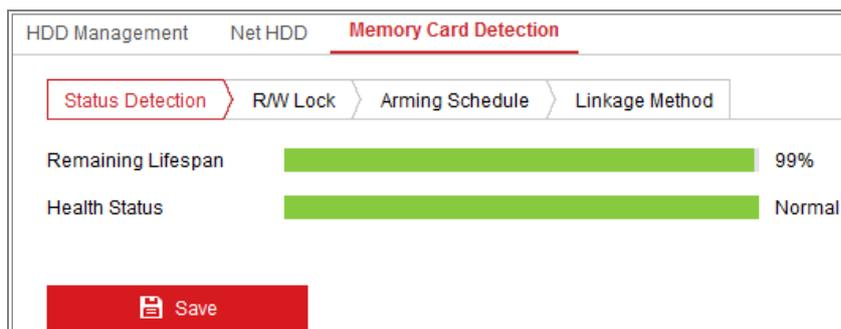 HDD Management Net HDD Memory Card Detection
Status Detection R/W Lock Arming Schedule Linkage Method
Remaining Lifespan 99%
Health Status Normal
Save